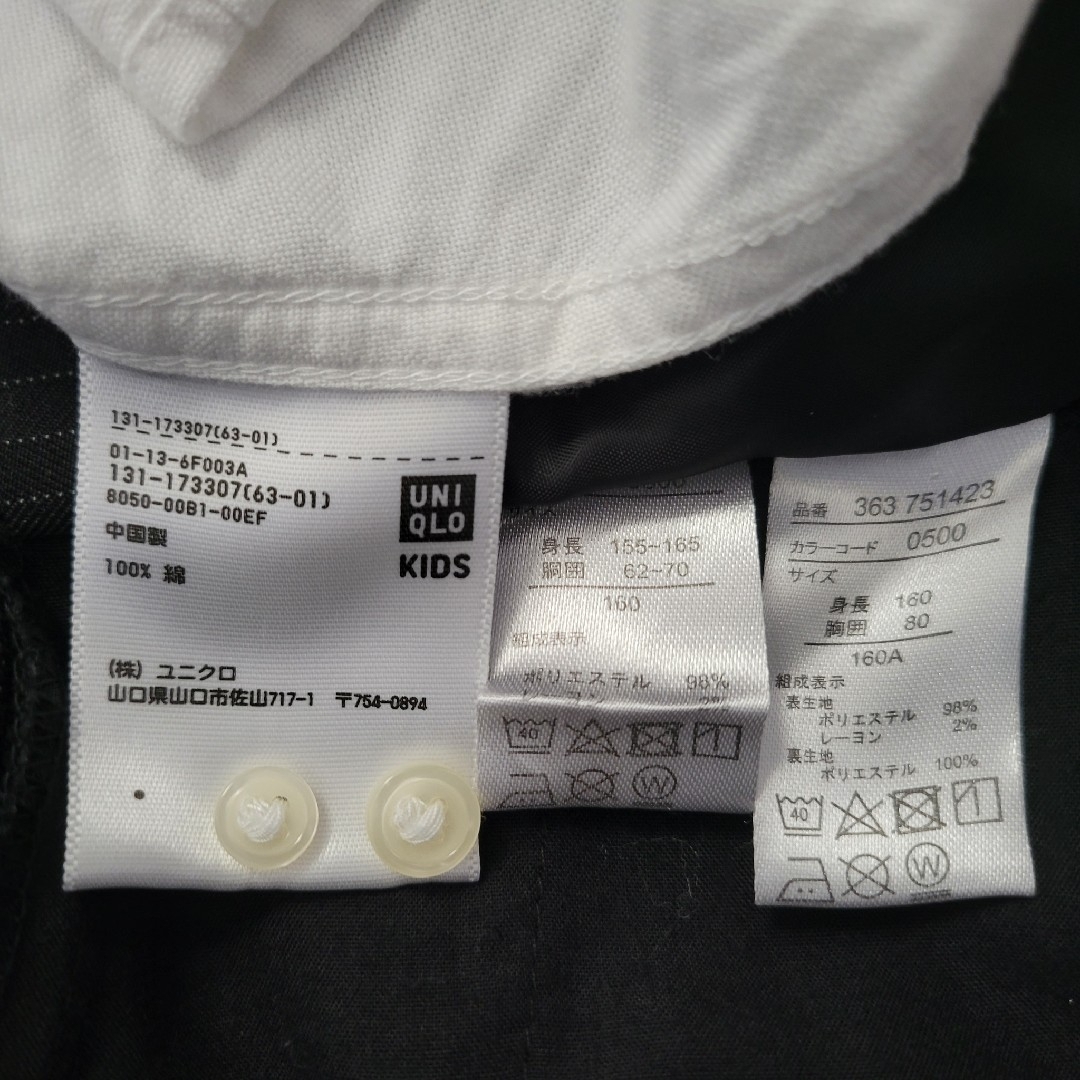 131-173307(63-01)
01-13-6F003A
131-173307(63-01)
8050-00B1-00EF
中国製
100% 綿
UNI
QLO
KIDS
(株) ユニクロ
山口県山口市佐山717-1 〒754-0894
身長 155-165
胴囲 62-70
160
組成表示
ポリエステル 98%
2%
40
W
品番 363 751423
カラーコード 0500
サイズ
身長 160
胸囲 80
160A
組成表示
表生地
ポリエステル 98%
レーヨン 2%
裏生地
ポリエステル 100%
40
W